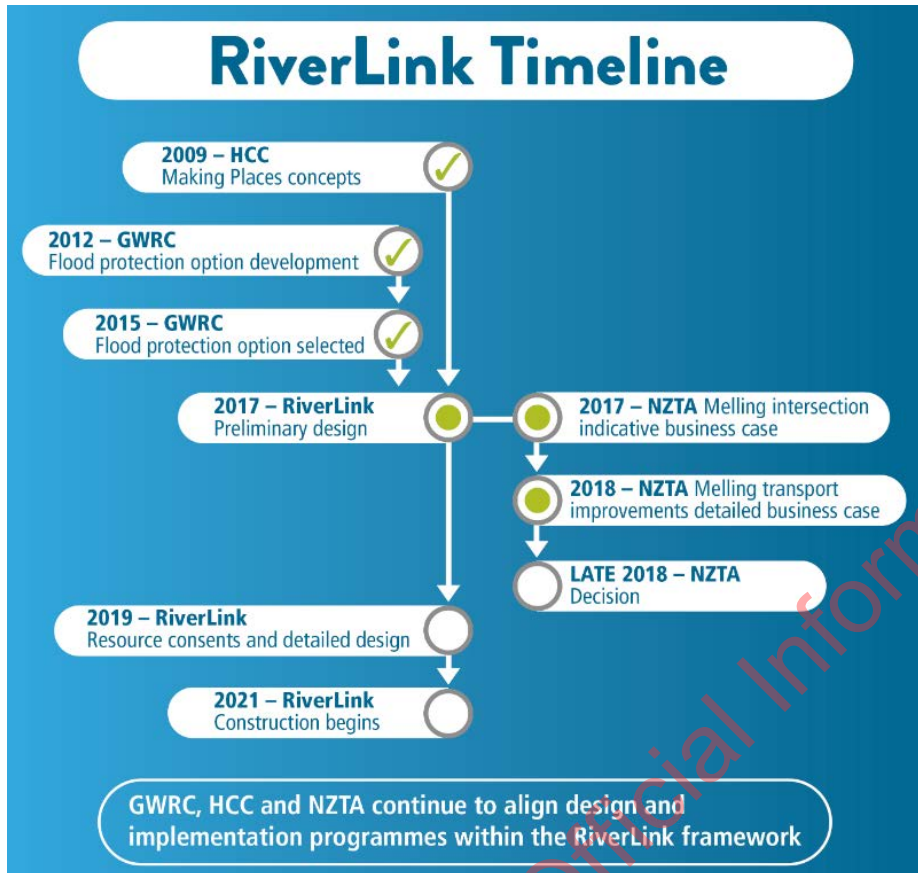 RiverLink Timeline
2009 – HCC
Making Places concepts
2012 – GWRC
Flood protection option development
2015 – GWRC
Flood protection option selected
2017 – RiverLink
Preliminary design
2017 – NZTA Melling intersection
indicative business case
2018 – NZTA Melling transport
improvements detailed business case
LATE 2018 – NZTA
Decision
2019 – RiverLink
Resource consents and detailed design
2021 – RiverLink
Construction begins
GWRC, HCC and NZTA continue to align design and
implementation programmes within the RiverLink framework
Official